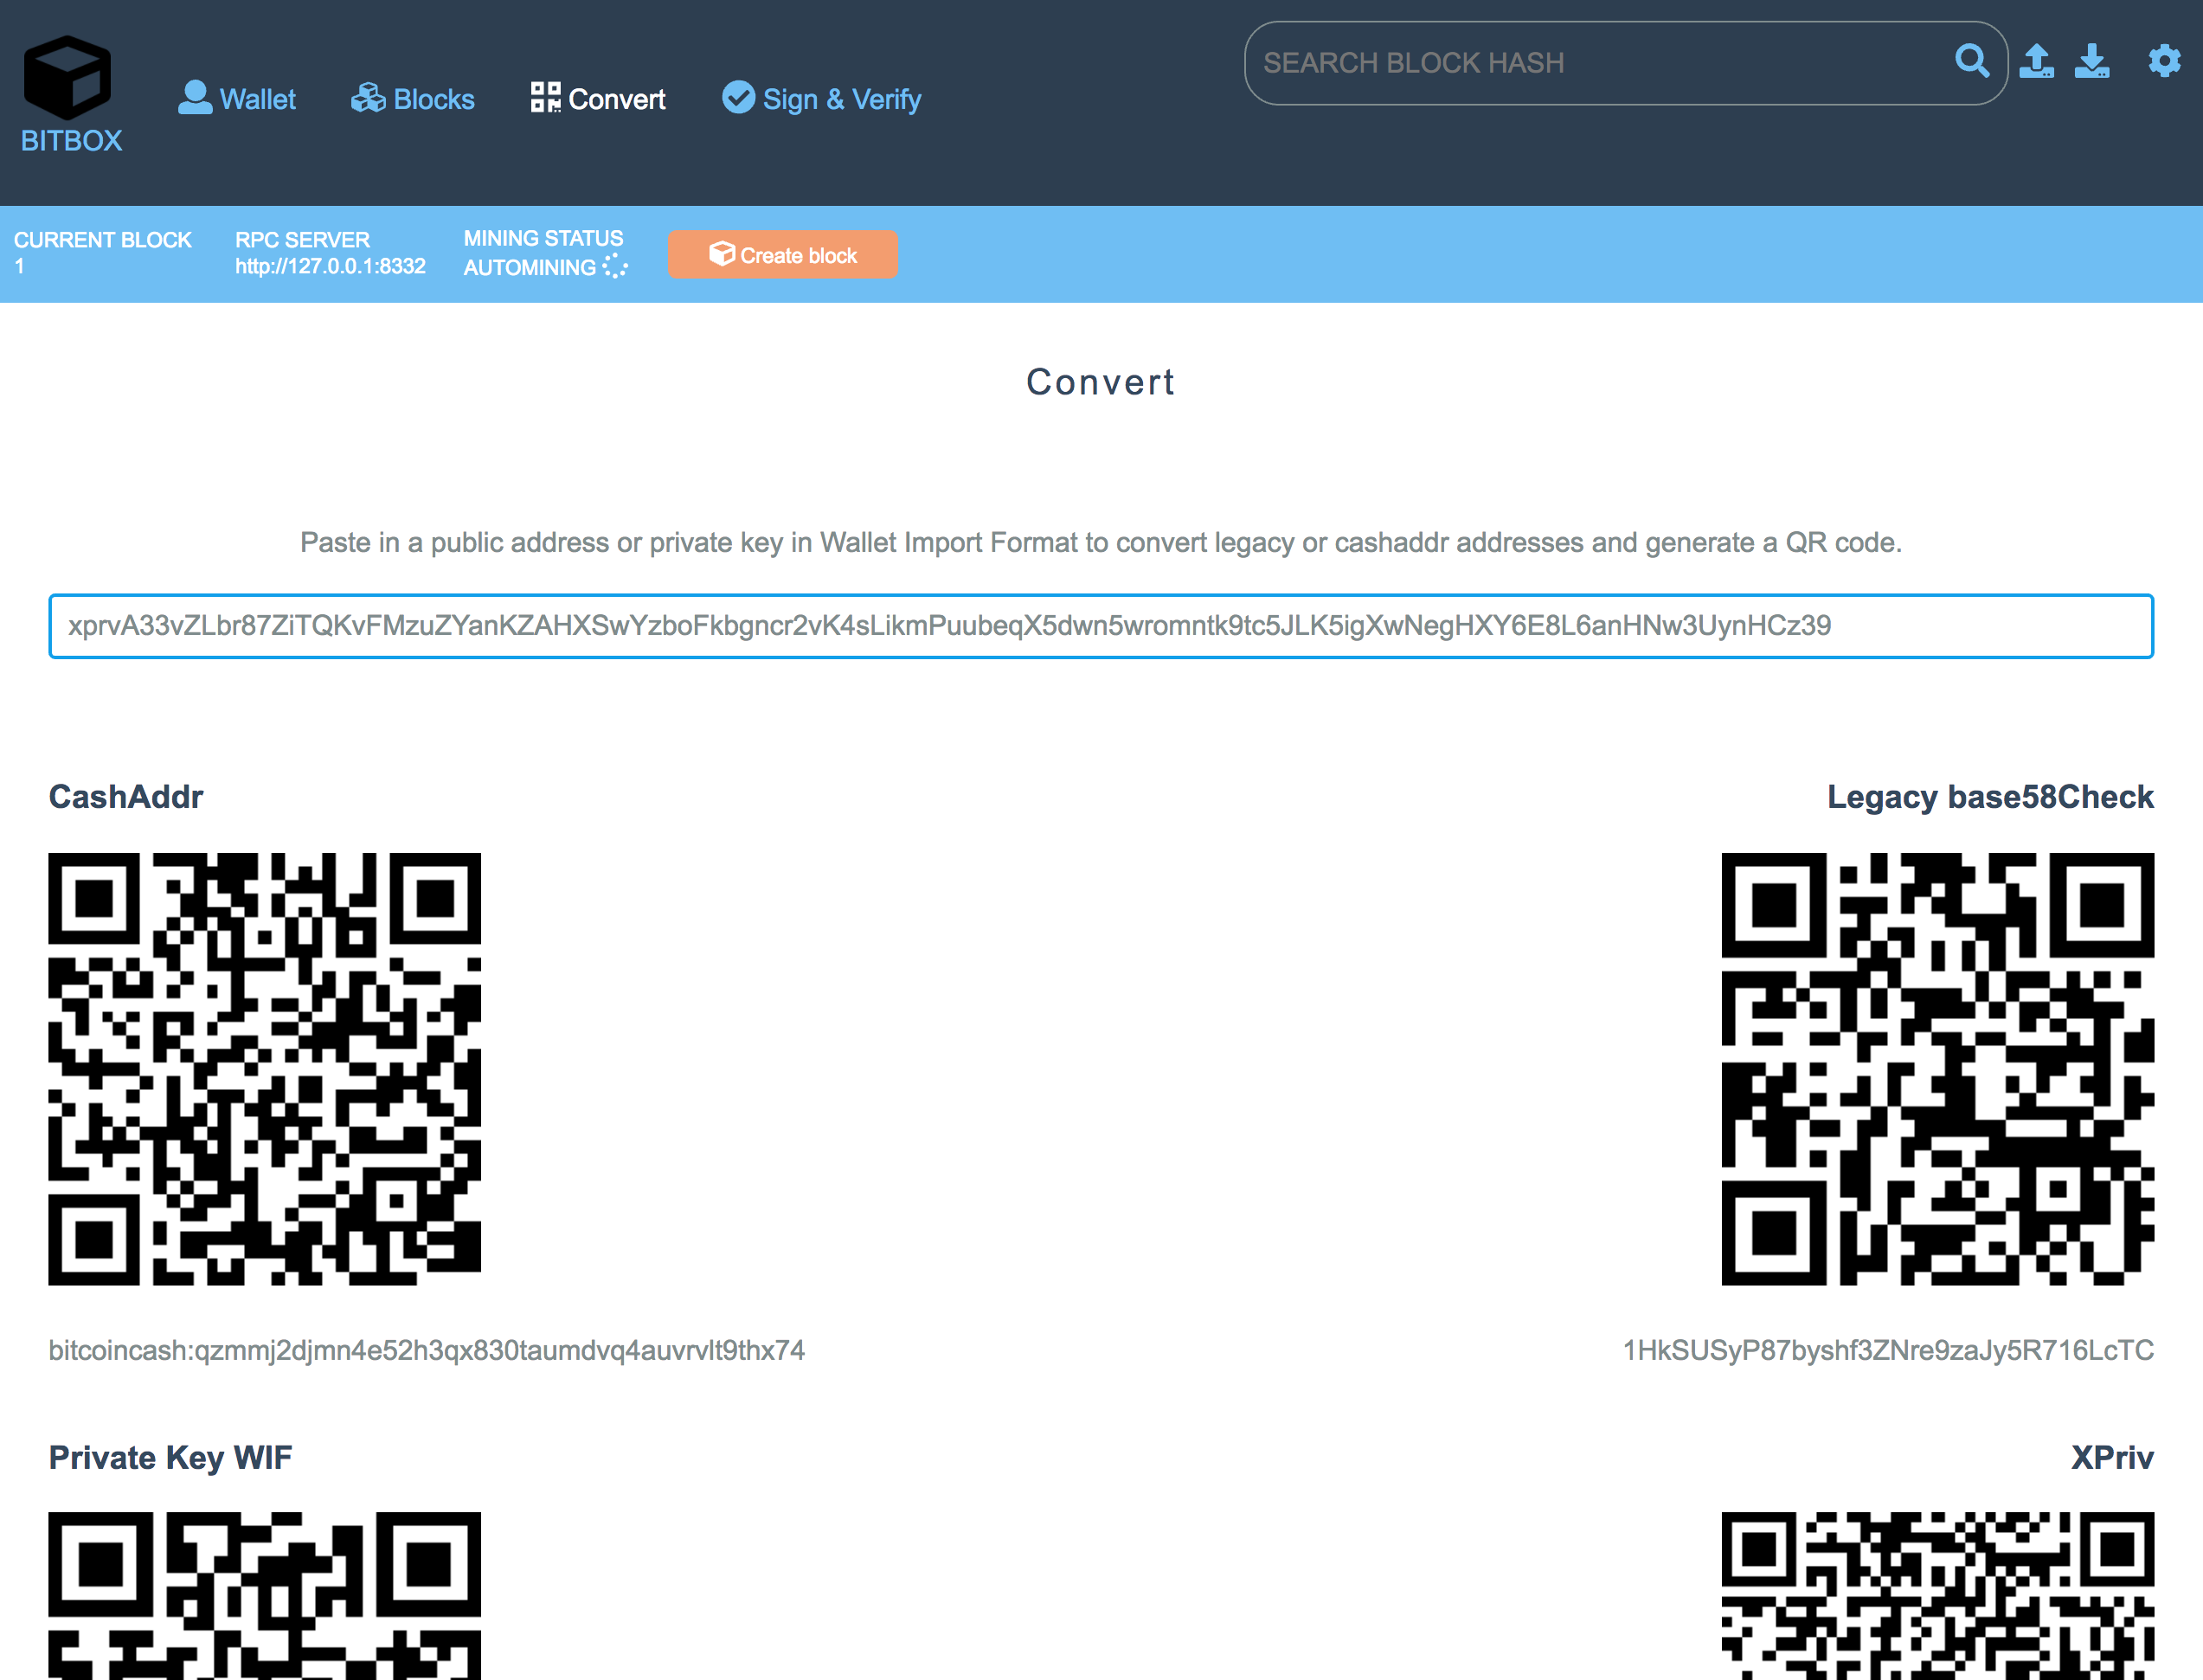 BITBOX
Wallet
Blocks
Convert
Sign & Verify
SEARCH BLOCK HASH
CURRENT BLOCK
1
RPC SERVER
http://127.0.0.1:8332
MINING STATUS
AUTOMINING
Create block
Convert
Paste in a public address or private key in Wallet Import Format to convert legacy or cashaddr addresses and generate a QR code.
xprvA33vZLbr87ZiTQKvFMzuZYanKZAHXSwYzboFkbgncr2vK4sLikmPuubeqX5dwn5wromntk9tc5JLK5igXwNegHXY6E8L6anHNw3UynHCz39
CashAddr
Legacy base58Check
bitcoincash:qzmmj2djmn4e52h3qx830taumdvq4auvrvlt9thx74
1HkSUSyP87byshf3ZNre9zaJy5R716LcTC
Private Key WIF
XPriv